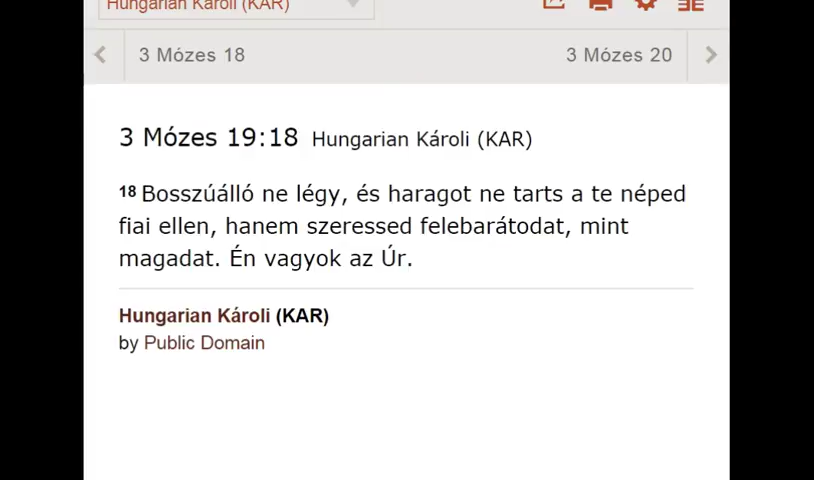 Hungarian Károli (KAR)
3 Mózes 18 3 Mózes 20
3 Mózes 19:18 Hungarian Károli (KAR)
18 Bosszúálló ne légy, és haragot ne tarts a te néped
fiai ellen, hanem szeressed felebarátodat, mint
magadat. Én vagyok az Úr.
Hungarian Károli (KAR)
by Public Domain